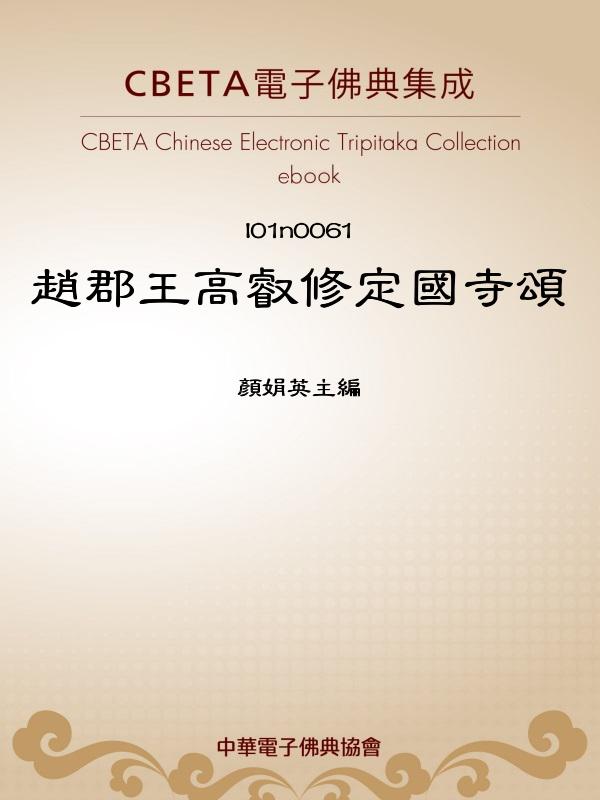 CBETA電子佛典集成
CBETA Chinese Electronic Tripitaka Collection
ebook
I01n0061
趙郡王高叡修定國寺頌
顏娟英主編
中華電子佛典協會